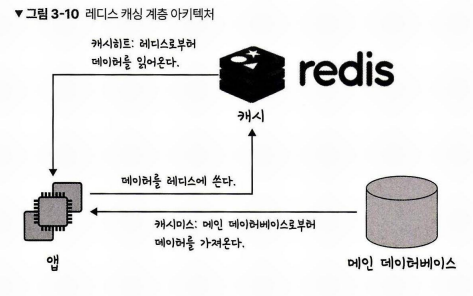 ▼ 그림 3-10 레디스 캐싱 계층 아키텍처
캐시히트: 레디스로부터
데이터를 읽어온다.
redis
캐시
데이터를 레디스에 쓴다.
캐시미스: 메인 데이터베이스로부터
데이터를 가져온다.
앱
메인 데이터베이스